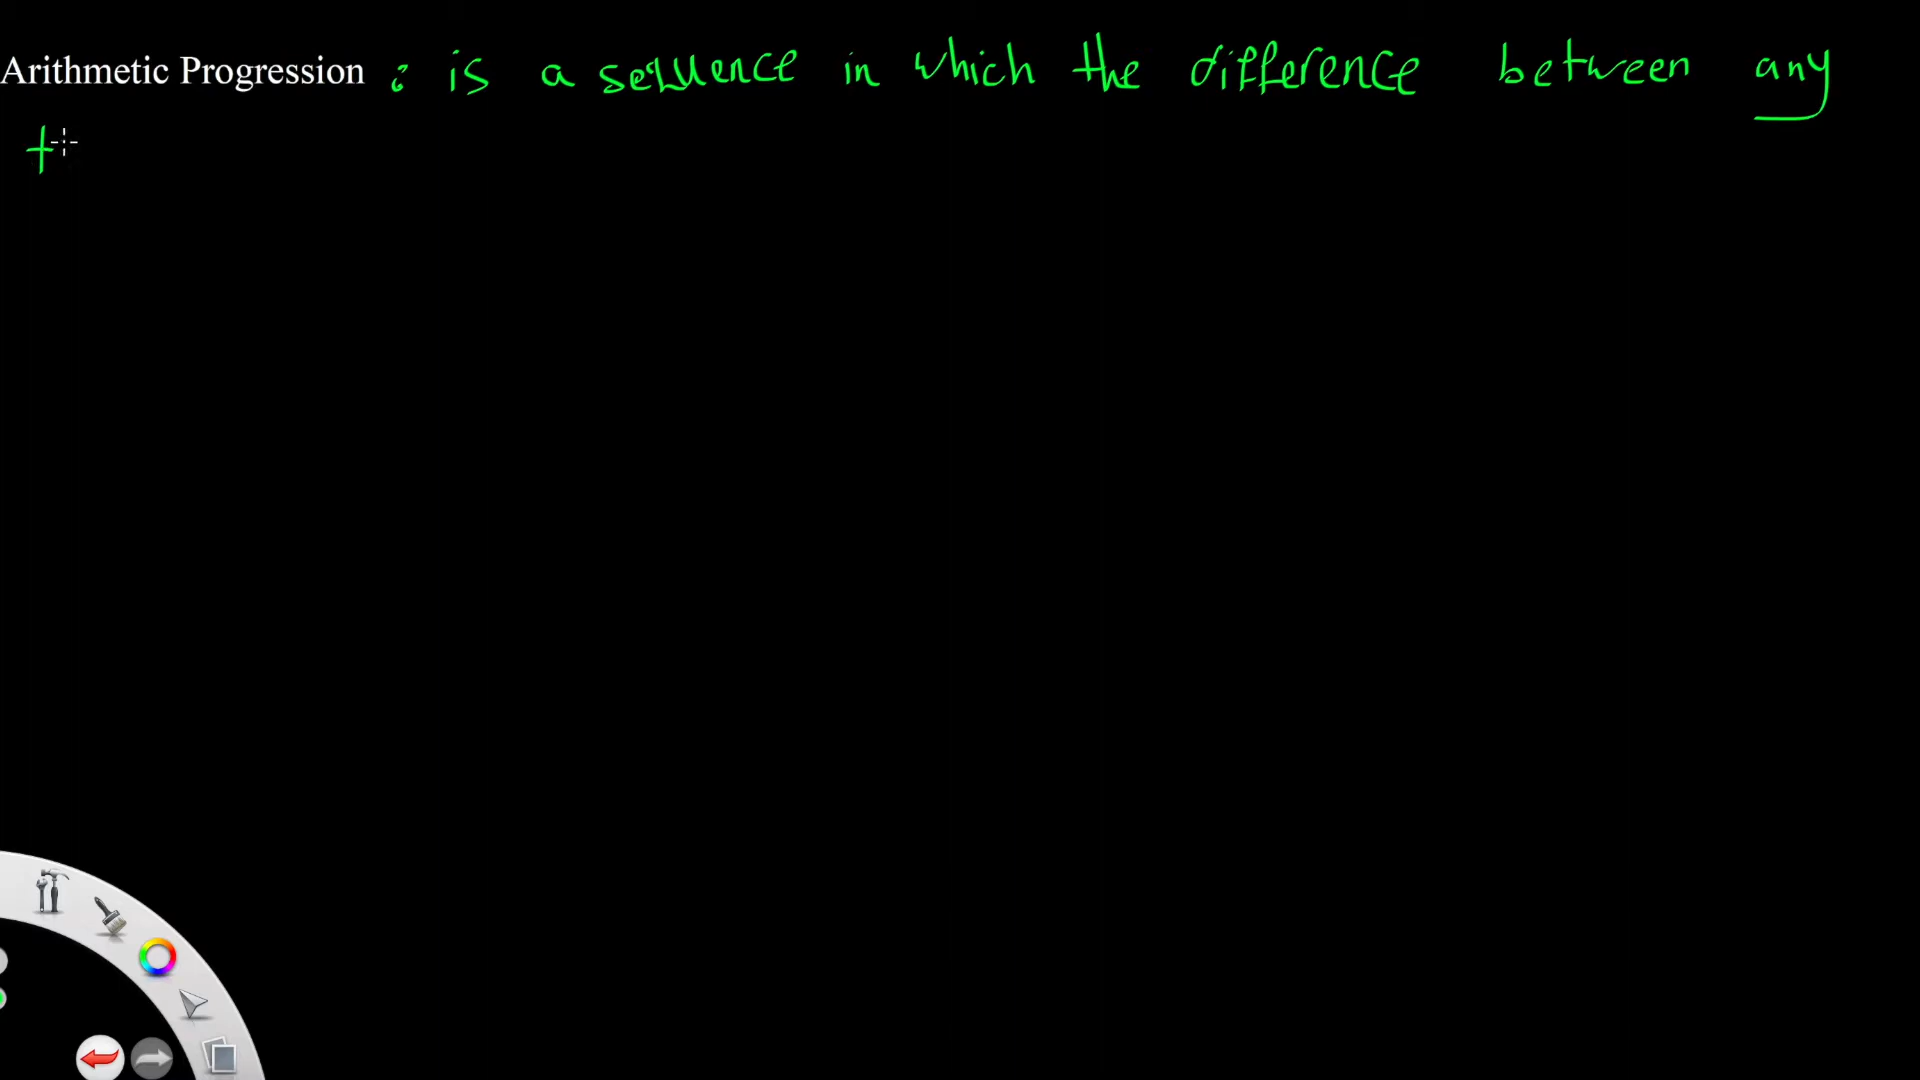 Arithmetic Progression : is a sequence in which the difference between any
t